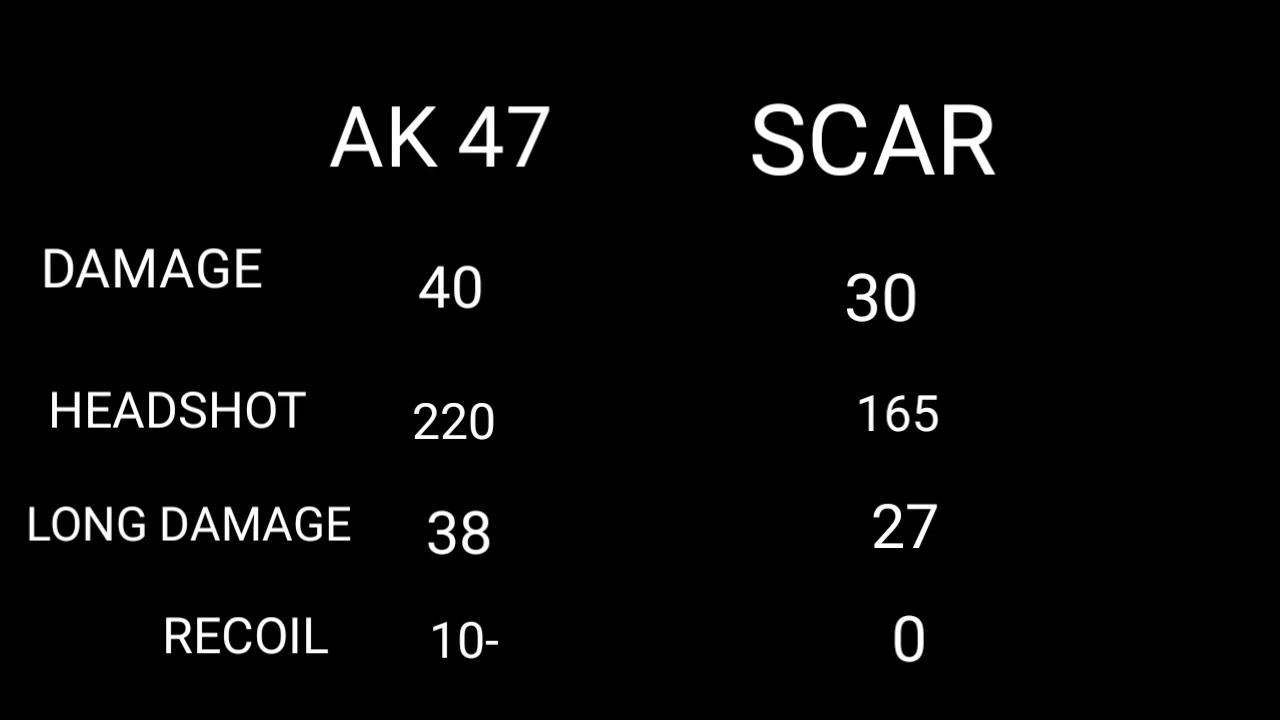 AK 47 SCAR
DAMAGE 40 30
HEADSHOT 220 165
LONG DAMAGE 38 27
RECOIL 10- 0